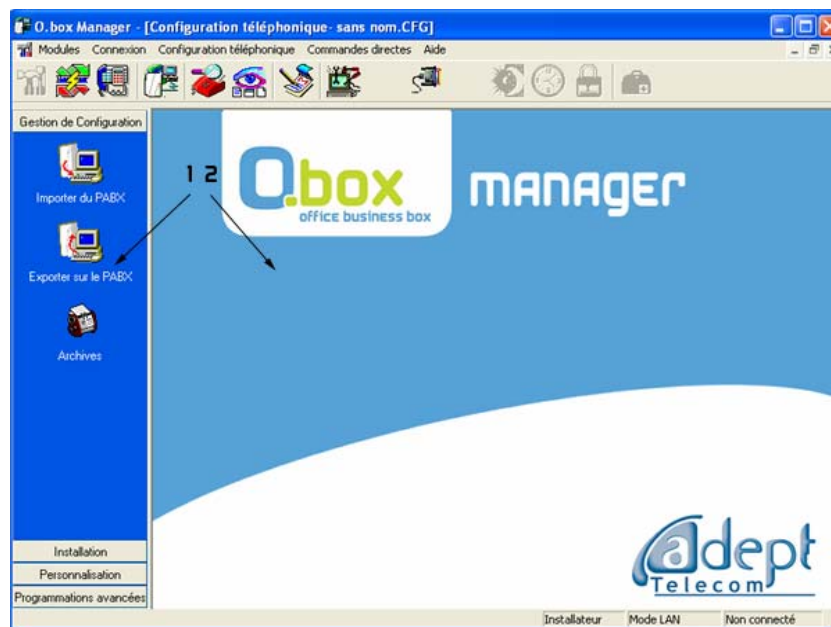 O.box Manager - [Configuration téléphonique- sans nom.CFG]
Modules Connexion Configuration téléphonique Commandes directes Aide
Gestion de Configuration
Importer du PABX
Exporter sur le PABX
Archives
1 2
O.box manager
office business box
adept
Telecom
Installation
Personnalisation
Programmations avancées
Installateur Mode LAN Non connecté